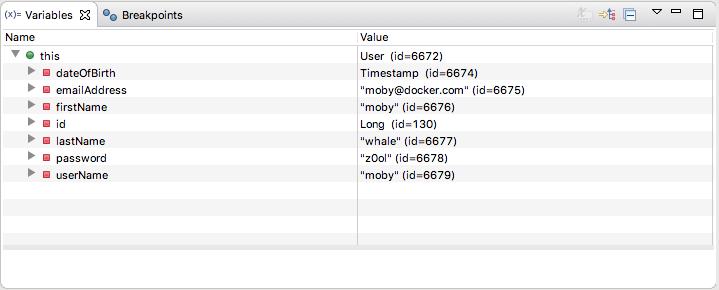 (x)= Variables Breakpoints
Name Value
this User (id=6672)
dateOfBirth Timestamp (id=6674)
emailAddress "moby@docker.com" (id=6675)
firstName "moby" (id=6676)
id Long (id=130)
lastName "whale" (id=6677)
password "z0ol" (id=6678)
userName "moby" (id=6679)